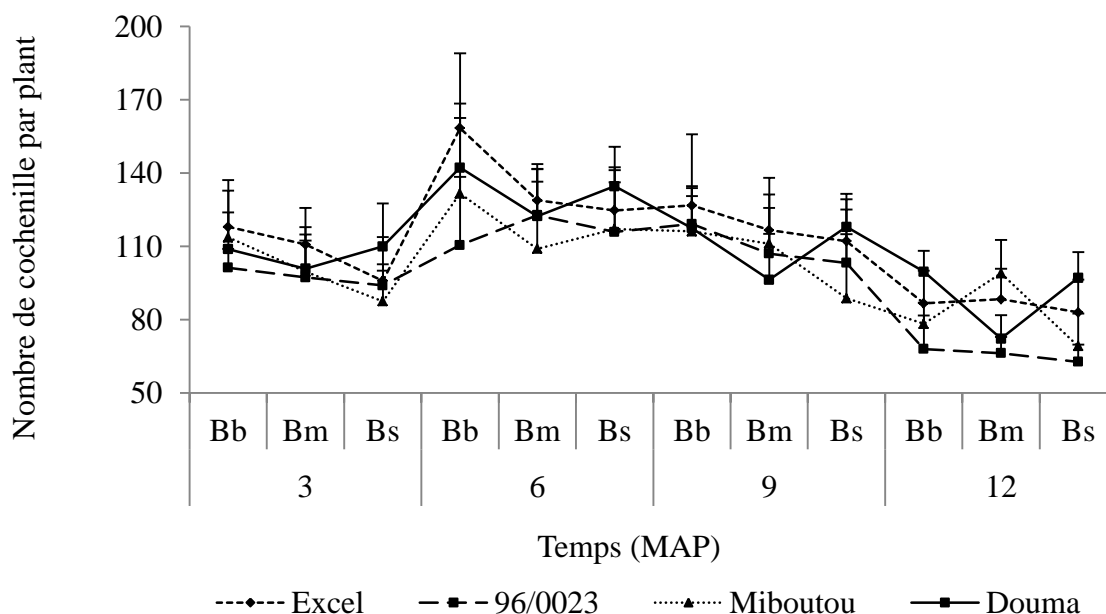 Nombre de cochenille par plant
200
170
140
110
80
50
Bb Bm Bs Bb Bm Bs Bb Bm Bs Bb Bm Bs
3 6 9 12
Temps (MAP)
Excel 96/0023 Miboutou Douma